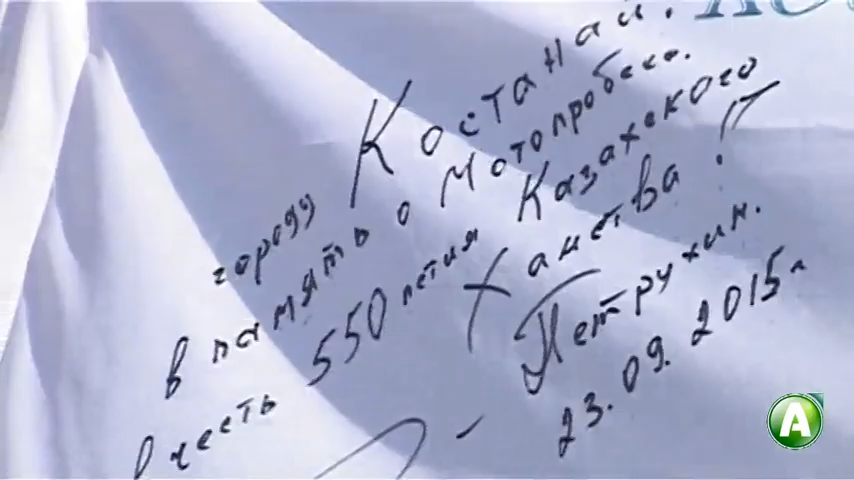 городу Костанай.
в память о Мотопробеге.
в честь 550 летия Казахского
Ханства!
Петрухин.
23.09.2015г
A